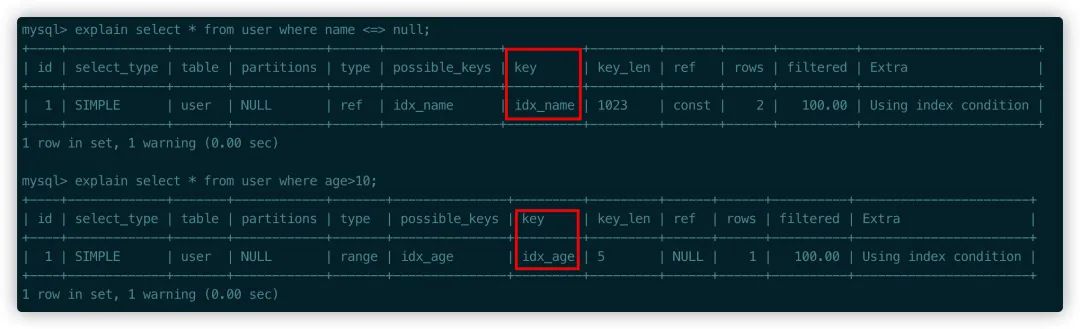 mysql> explain select * from user where name <=> null;
+----+-------------+-------+------------+------+---------------+----------+---------+-------+------+----------+-----------------------+
| id | select_type | table | partitions | type | possible_keys | key | key_len | ref | rows | filtered | Extra |
+----+-------------+-------+------------+------+---------------+----------+---------+-------+------+----------+-----------------------+
| 1 | SIMPLE | user | NULL | ref | idx_name | idx_name | 1023 | const | 2 | 100.00 | Using index condition |
+----+-------------+-------+------------+------+---------------+----------+---------+-------+------+----------+-----------------------+
1 row in set, 1 warning (0.00 sec)
mysql> explain select * from user where age>10;
+----+-------------+-------+------------+-------+---------------+---------+---------+------+------+----------+-----------------------+
| id | select_type | table | partitions | type | possible_keys | key | key_len | ref | rows | filtered | Extra |
+----+-------------+-------+------------+-------+---------------+---------+---------+------+------+----------+-----------------------+
| 1 | SIMPLE | user | NULL | range | idx_age | idx_age | 5 | NULL | 1 | 100.00 | Using index condition |
+----+-------------+-------+------------+-------+---------------+---------+---------+------+------+----------+-----------------------+
1 row in set, 1 warning (0.00 sec)